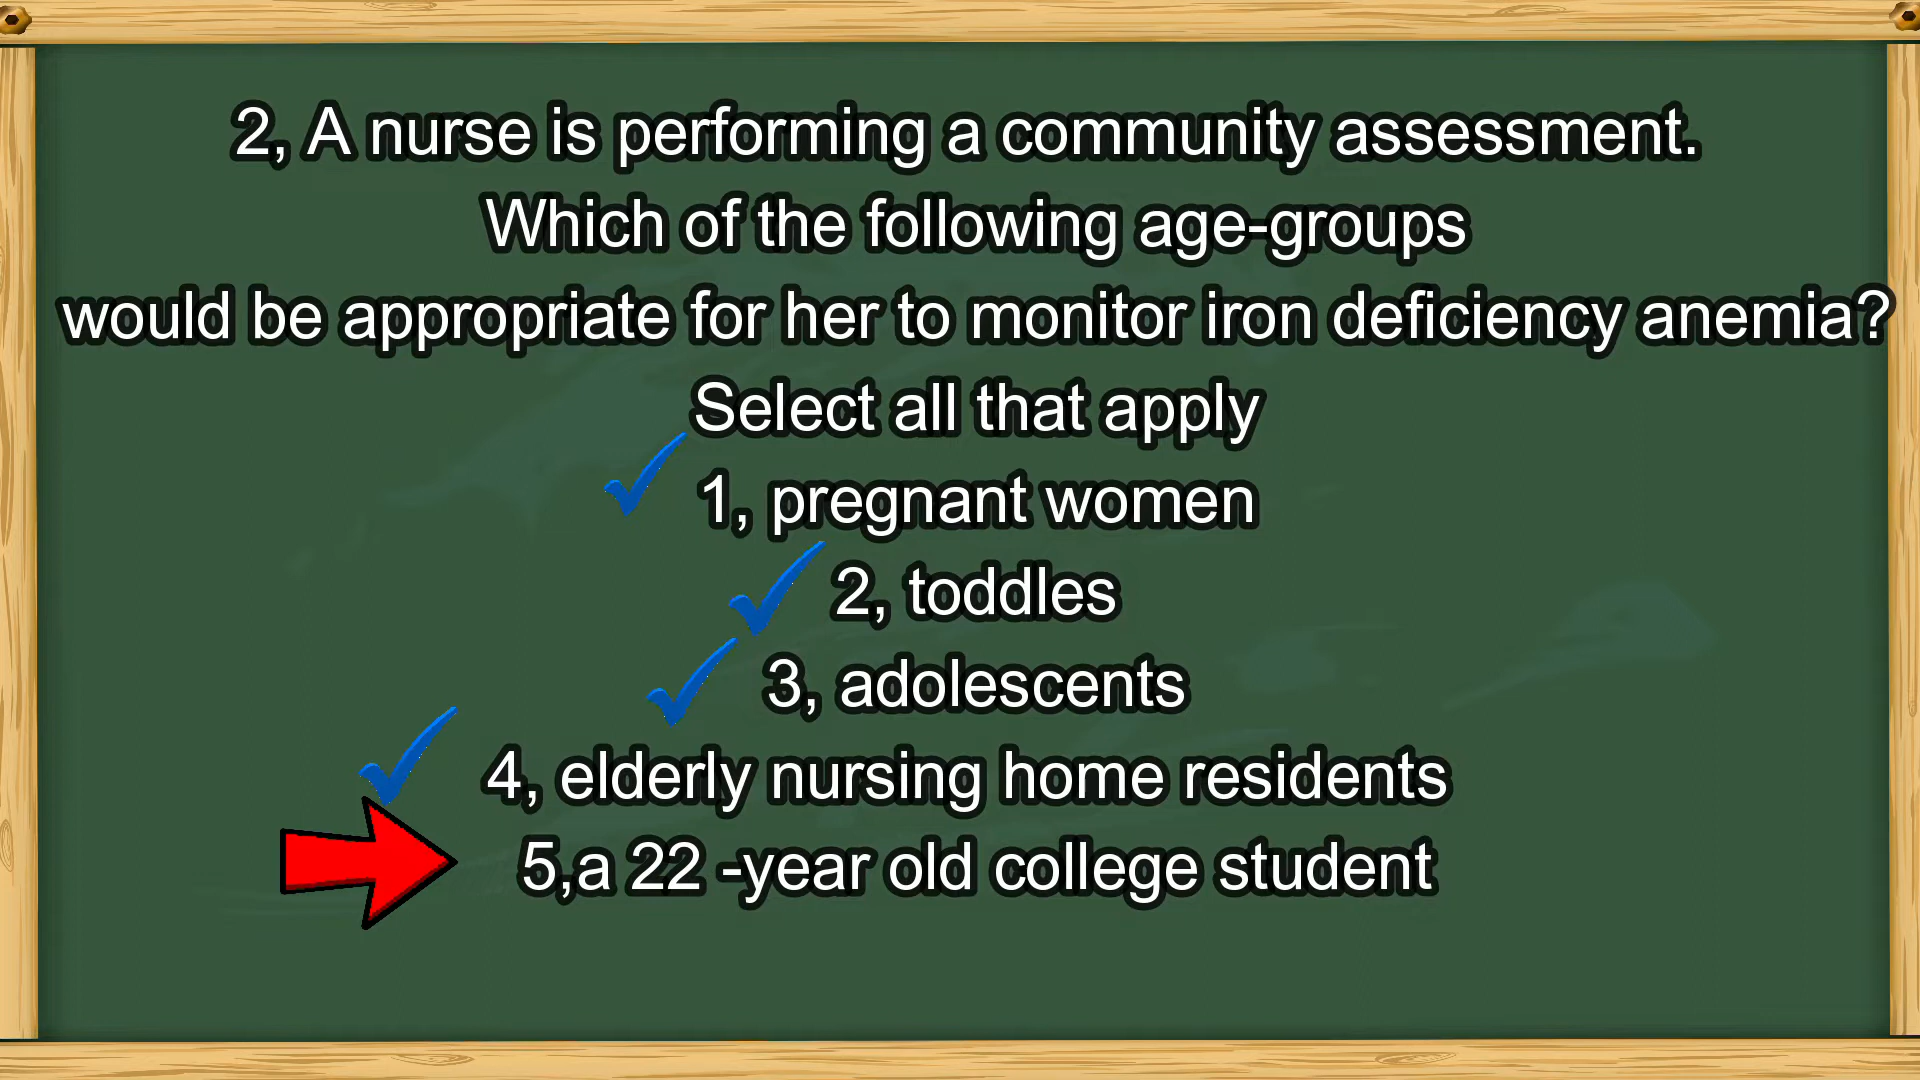 2, A nurse is performing a community assessment.
Which of the following age-groups
would be appropriate for her to monitor iron deficiency anemia?
Select all that apply
1, pregnant women
2, toddles
3, adolescents
4, elderly nursing home residents
5,a 22 -year old college student